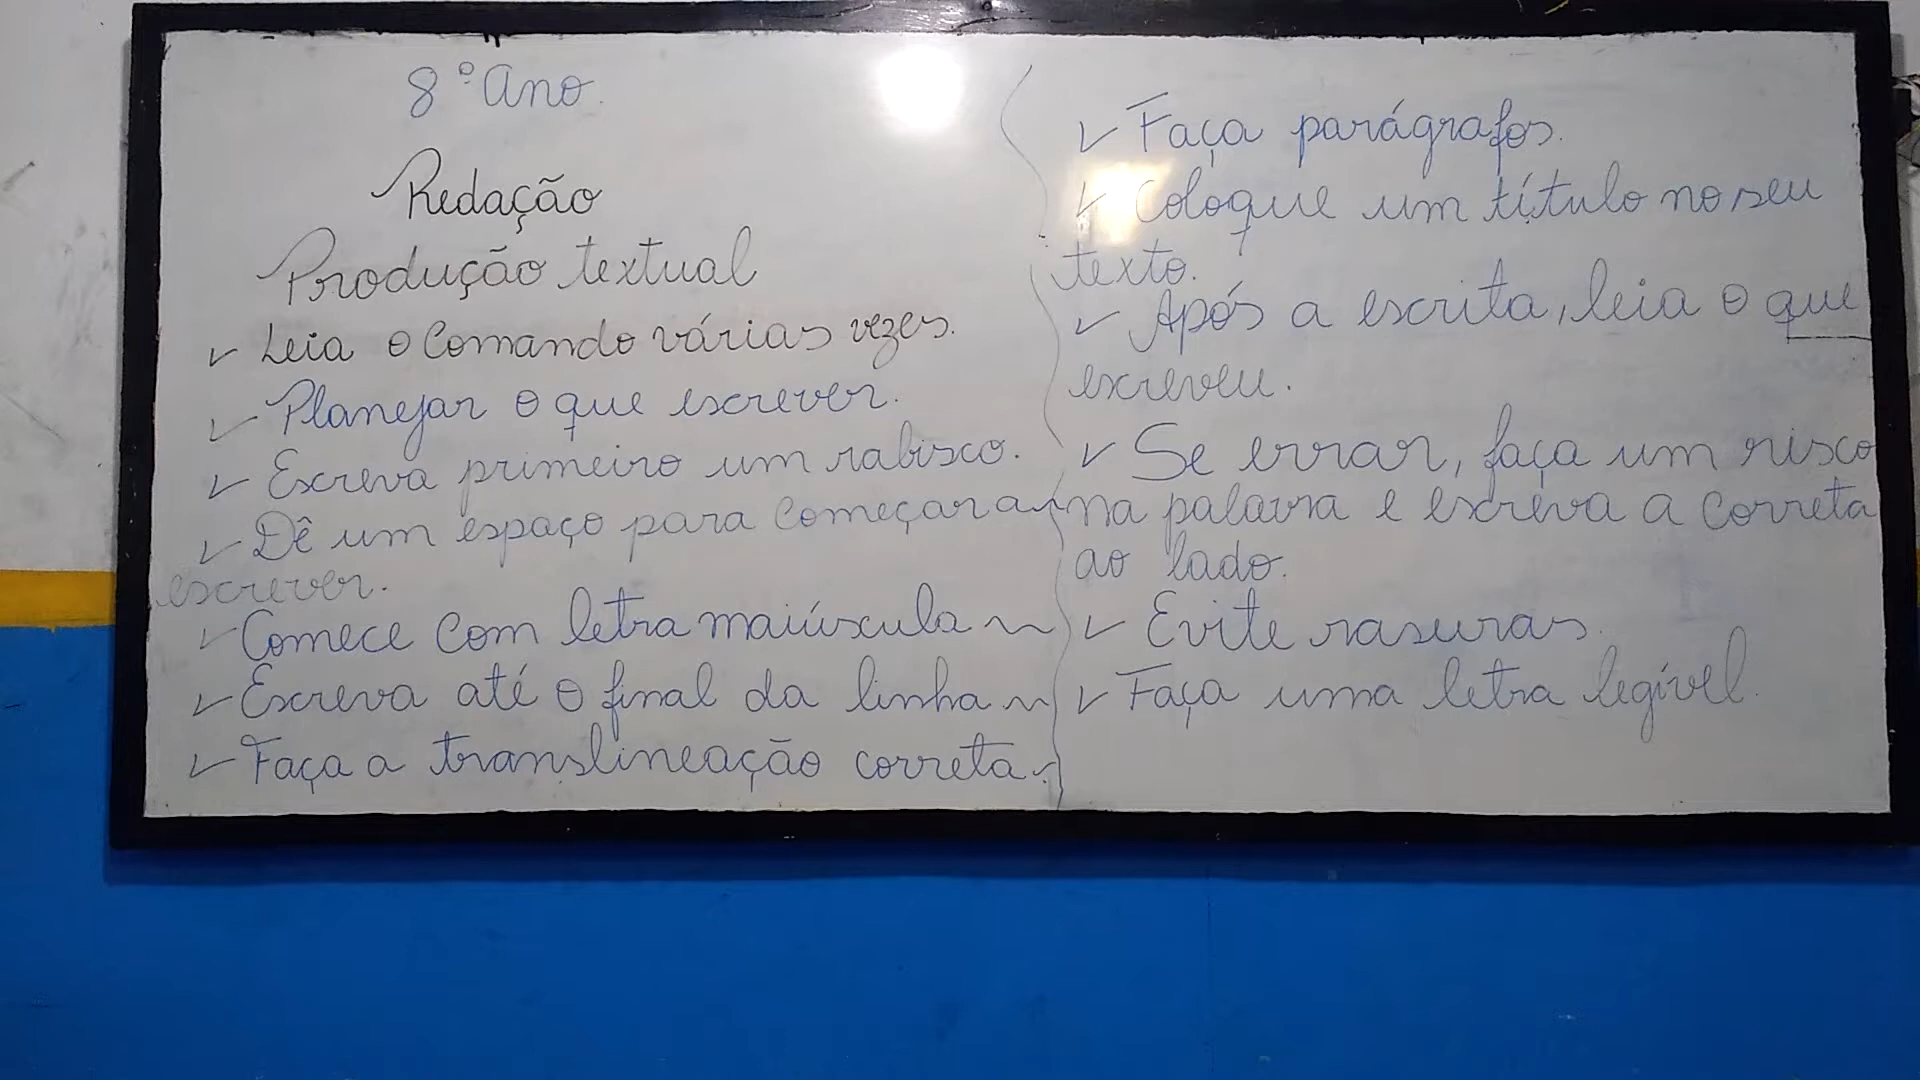 8º Ano.
Redação
Produção textual
✓ Leia o Comando várias vezes.
✓ Planejar o que escrever.
✓ Escreva primeiro um rabisco.
✓ Dê um espaço para começar a
escrever.
✓ Comece com letra maiúscula
✓ Escreva até o final da linha
✓ Faça a translineação correta
✓ Faça parágrafos.
✓ Coloque um título no seu
texto.
✓ Após a escrita, leia o que
escreveu.
✓ Se errar, faça um risco
na palavra e escreva a correta
ao lado.
✓ Evite rasuras.
✓ Faça uma letra legível.